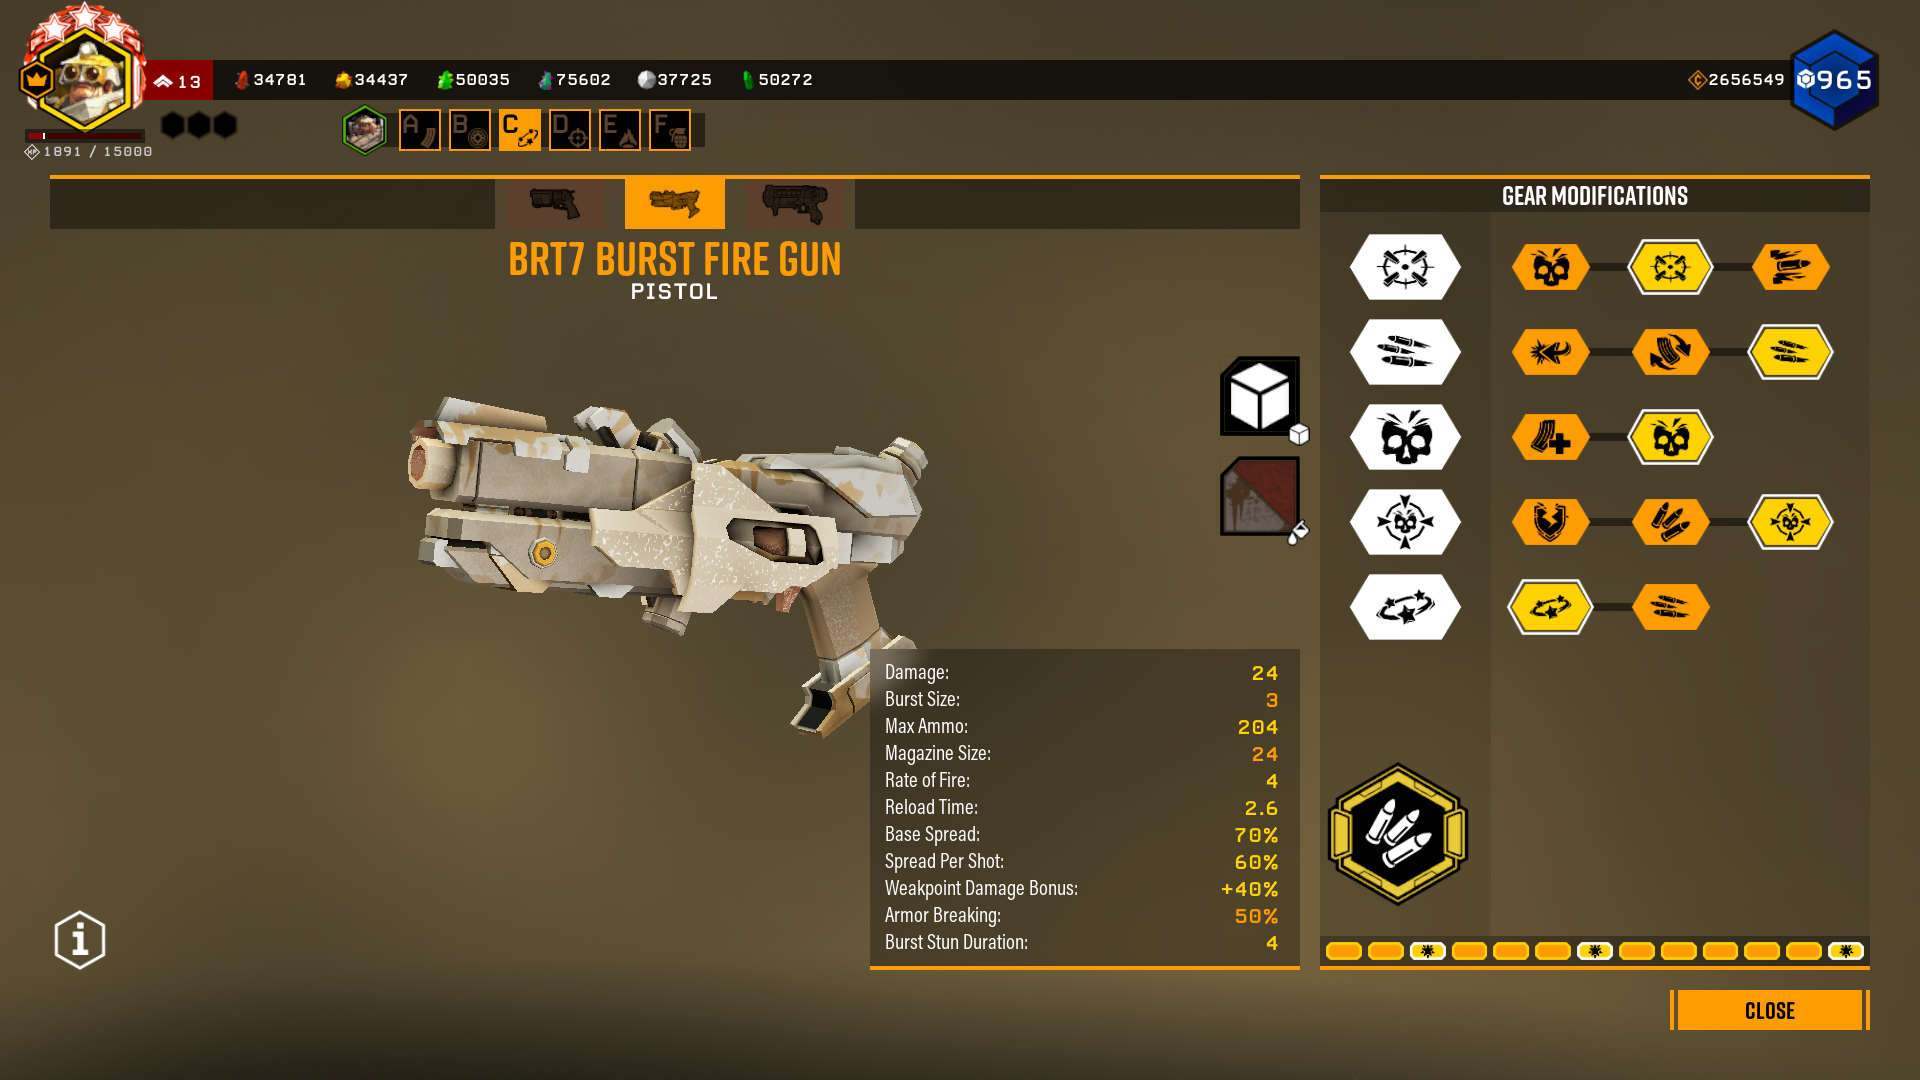 13
34781 34437 50035 75602 37725 50272
2656549
965
1891 / 15000
A B C D E F
GEAR MODIFICATIONS
BRT7 BURST FIRE GUN
PISTOL
Damage: 24
Burst Size: 3
Max Ammo: 204
Magazine Size: 24
Rate of Fire: 4
Reload Time: 2.6
Base Spread: 70%
Spread Per Shot: 60%
Weakpoint Damage Bonus: +40%
Armor Breaking: 50%
Burst Stun Duration: 4
CLOSE